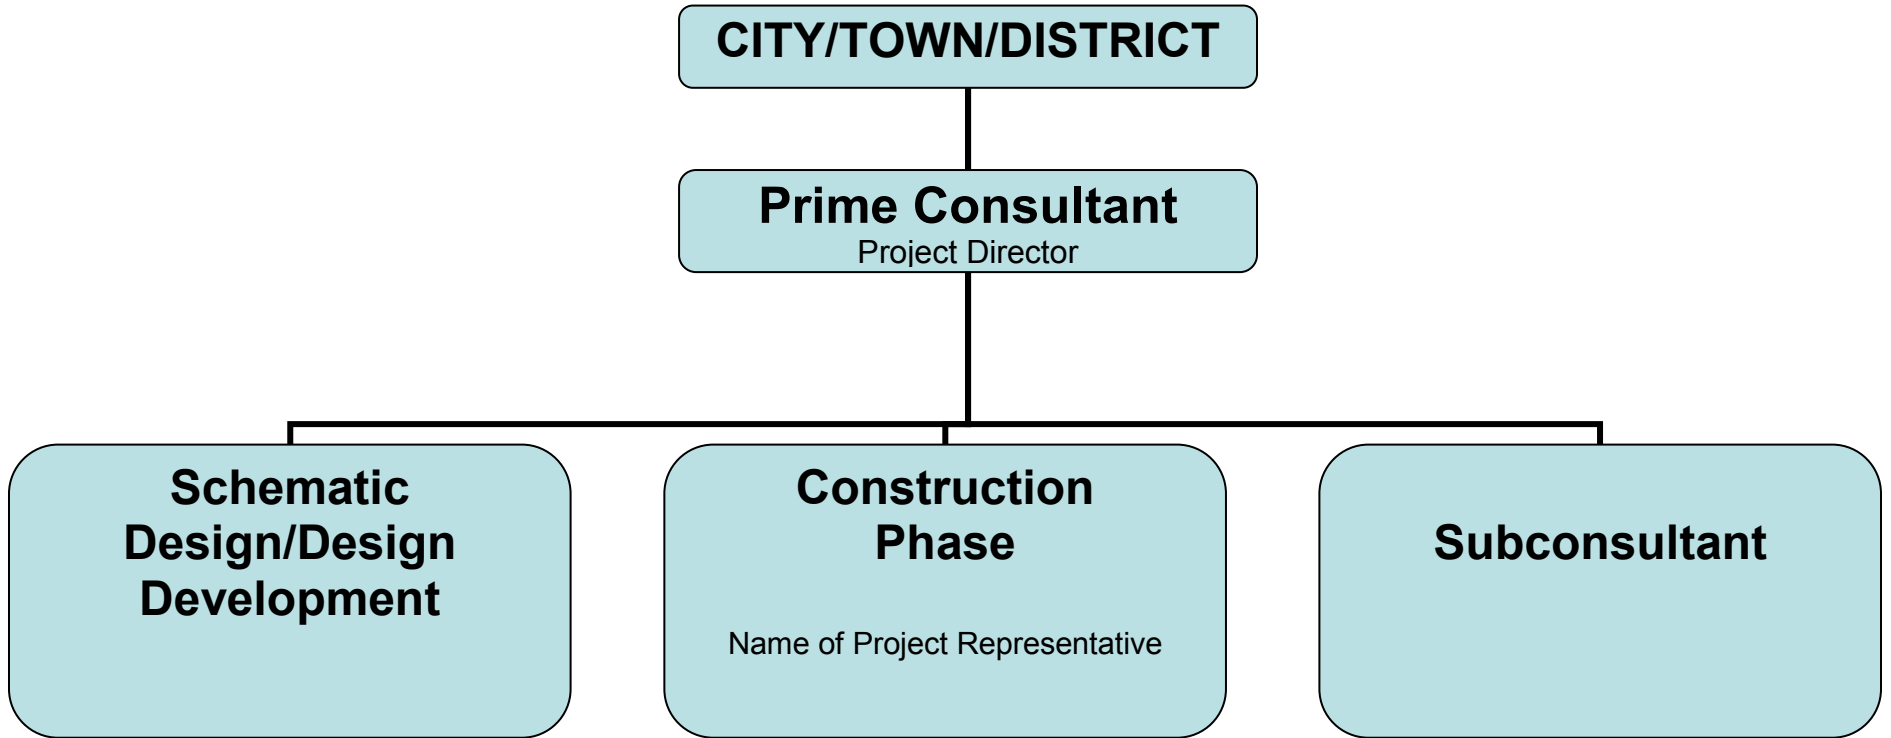 CITY/TOWN/DISTRICT
Prime Consultant
Project Director
Schematic
Design/Design
Development
Construction
Phase
Name of Project Representative
Subconsultant